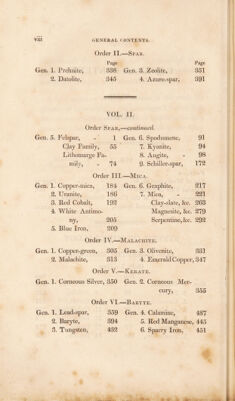 viii GENERAL CONTENTS.
Order II.—Spar.
Page Page
Gen. 1. Prehnite, 338 Gen. 3. Zeolite, 351
2. Datolite, 345 4. Azure-spar, 391
VOL. II.
Order Spar,—continued.
Gen. 5. Felspar, - 1 Gen. 6. Spodumene, 91
Clay Family, 55 7. Kyanite, 94
Lithomarge Fa- 8. Augite, - 98
mily, - 74 9. Schiller-spar, 172
Order III.—Mica.
Gen. 1. Copper-mica, 184 Gen. 6. Graphite, 217
2. Uranite, 186 7. Mica, - 221
3. Red Cobalt, 192 Clay-slate, &c. 263
4. White Antimo- Magnesite, &c. 279
ny, 205 Serpentine, &c. 292
5. Blue Iron, 209
Order IV.—Malachite.
Gen. 1. Copper-green, 305 Gen. 3. Olivenite, 331
2. Malachite, 313 4. Emerald Copper, 347
Order V.—Kerate.
Gen. 1. Corneous Silver, 350 Gen. 2. Corneous Mer-
cury, 355
Order VI.—Baryte.
Gen. 1. Lead-spar, 359 Gen. 4. Calamine, 487
2. Baryte, 394 5. Red Manganese, 445
3. Tungsten, 432 6. Sparry Iron, 451